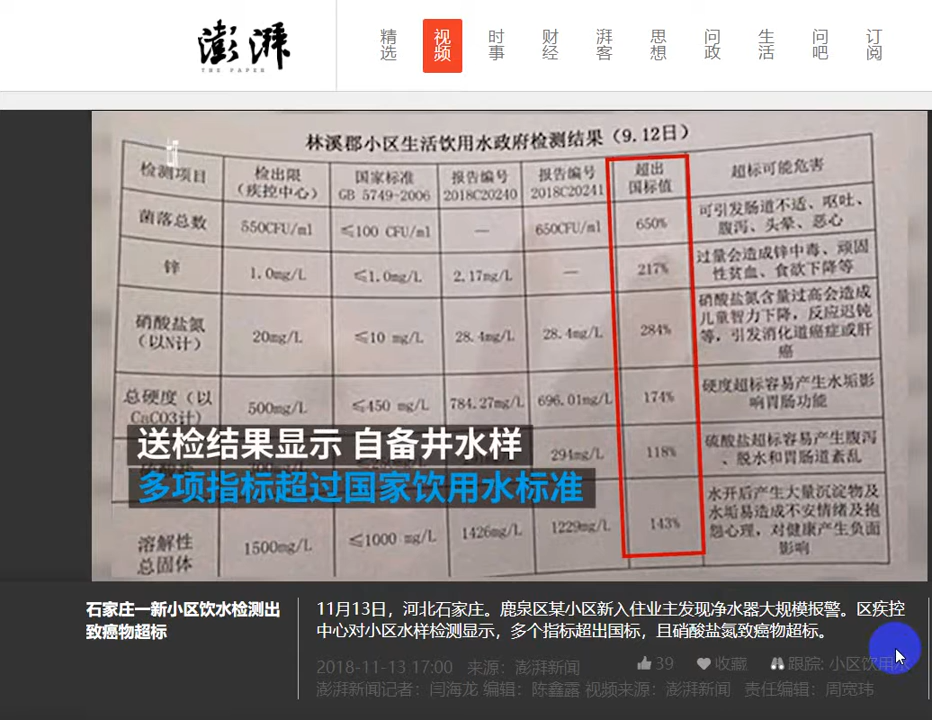 澎湃
THE PAPER
精选
视频
时事
财经
湃客
思想
问政
生活
问吧
订阅
林溪郡小区生活饮用水政府检测结果（9.12日）
检测项目 检出限（疾控中心） 国家标准 GB 5749-2006 报告编号 2018C20240 报告编号 2018C20241 超出国标值 超标可能危害
菌落总数 550CFU/ml ≤100 CFU/ml — 650CFU/ml 650% 可引发肠道不适、呕吐、腹泻、头晕、恶心
锌 1.0mg/L ≤1.0mg/L 2.17mg/L — 217% 过量会造成锌中毒、顽固性贫血、食欲下降等
硝酸盐氮（以N计） 20mg/L ≤10 mg/L 28.4mg/L 28.4mg/L 284% 硝酸盐氮含量过高会造成儿童智力下降，反应迟钝等，引发消化道癌症或肝癌
总硬度（以CaCO3计） 500mg/L ≤450 mg/L 784.27mg/L 696.01mg/L 174% 硬度超标容易产生水垢影响胃肠功能
294mg/L 118% 硫酸盐超标容易产生腹泻、脱水和胃肠道紊乱
溶解性总固体 1500mg/L ≤1000 mg/L 1426mg/L 1229mg/L 143% 水开后产生大量沉淀物及水垢易造成不安情绪及抱怨心理，对健康产生负面影响
送检结果显示 自备井水样
多项指标超过国家饮用水标准
石家庄一新小区饮水检测出
致癌物超标
11月13日，河北石家庄。鹿泉区某小区新入住业主发现净水器大规模报警。区疾控
中心对小区水样检测显示，多个指标超出国标，且硝酸盐氮致癌物超标。
2018-11-13 17:00 来源：澎湃新闻 39 收藏 跟踪: 小区饮用水
澎湃新闻记者：闫海龙 编辑：陈鑫露 视频来源：澎湃新闻 责任编辑：周宽玮